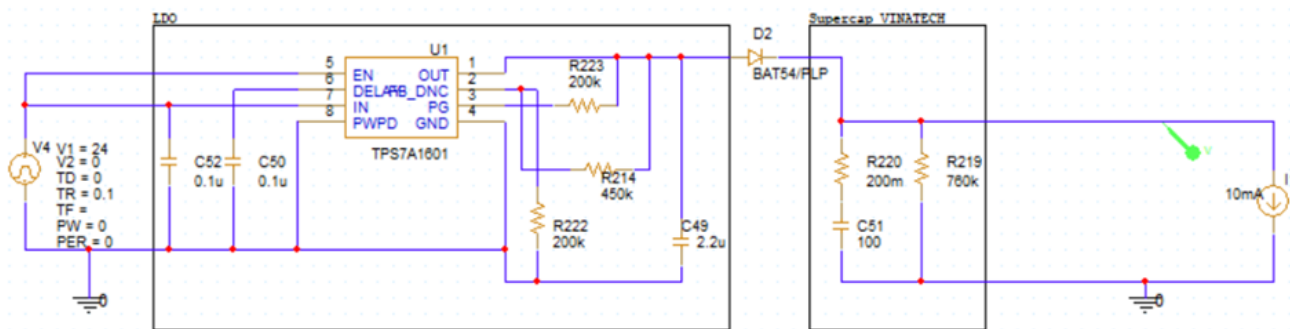 LDO
Supercap VINATECH
U1
5
EN
OUT
1
6
2
7
IN
PG
3
8
PWPD
GND
4
TPS7A1601
R223
200k
D2
BAT54/PLP
V4
V1 = 24
V2 = 0
TD = 0
TR = 0.1
TF =
PW = 0
PER = 0
C52
0.1u
C50
0.1u
R214
450k
R222
200k
C49
2.2u
R220
200m
R219
760k
C51
100
V
I
10mA
0
0